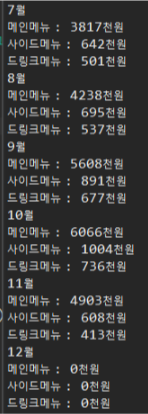 7월
메인메뉴 : 3817천원
사이드메뉴 : 642천원
드링크메뉴 : 501천원
8월
메인메뉴 : 4238천원
사이드메뉴 : 695천원
드링크메뉴 : 537천원
9월
메인메뉴 : 5608천원
사이드메뉴 : 891천원
드링크메뉴 : 677천원
10월
메인메뉴 : 6066천원
사이드메뉴 : 1004천원
드링크메뉴 : 736천원
11월
메인메뉴 : 4903천원
사이드메뉴 : 608천원
드링크메뉴 : 413천원
12월
메인메뉴 : 0천원
사이드메뉴 : 0천원
드링크메뉴 : 0천원